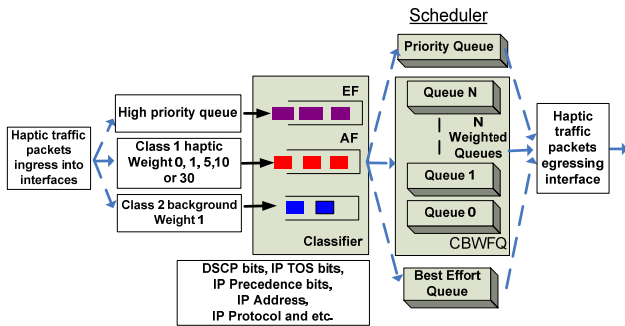 Scheduler
Priority Queue
EF
High priority queue
Queue N
AF
N
Weighted
Queues
Haptic traffic
packets
ingress into
interfaces
Class 1 haptic
Weight 0, 1, 5,10
or 30
Haptic
traffic
packets
egressing
interface
Queue 1
Class 2 background
Weight 1
Queue 0
Classifier
CBWFQ
DSCP bits, IP TOS bits,
IP Precedence bits,
IP Address,
IP Protocol and etc.
Best Effort
Queue